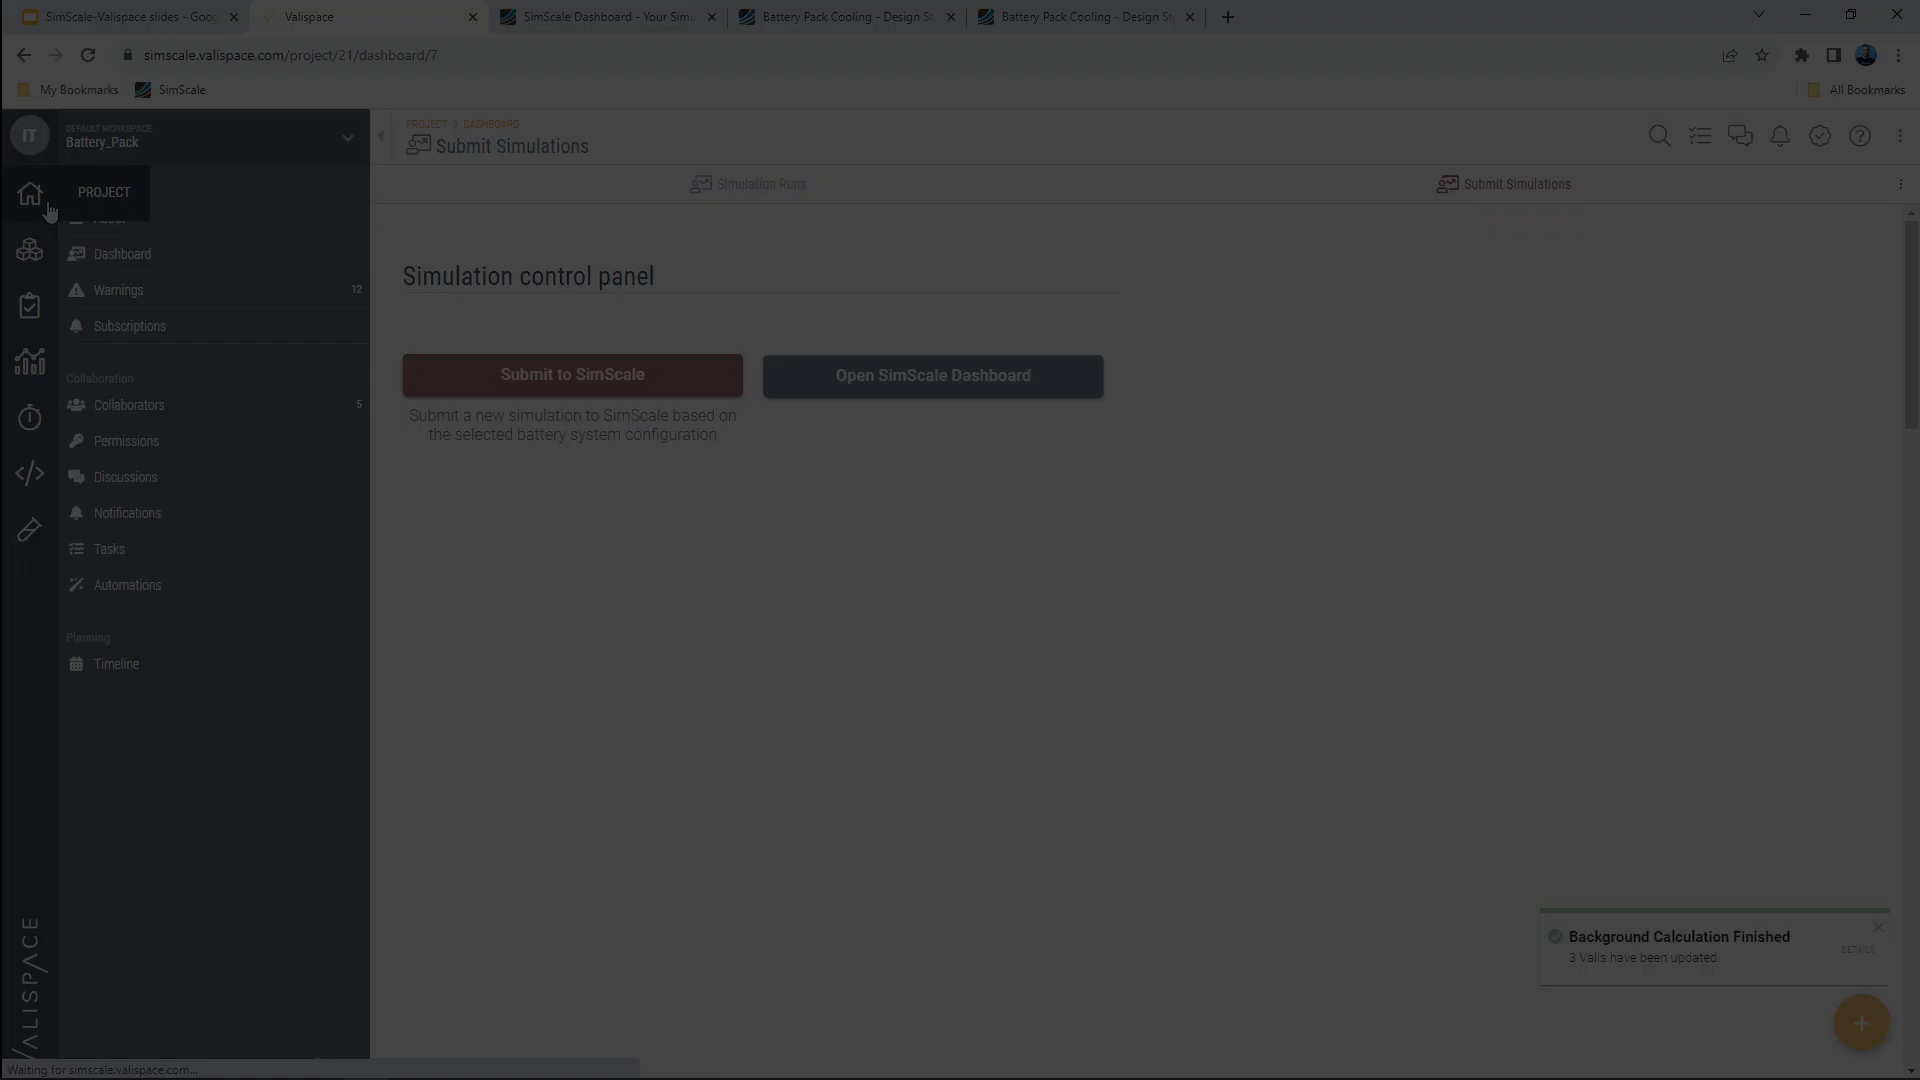 SimScale-Valispace slides - Goog
Valispace
SimScale Dashboard - Your Simu
Battery Pack Cooling - Design St
Battery Pack Cooling - Design St
simscale.valispace.com/project/21/dashboard/7
My Bookmarks
SimScale
All Bookmarks
IT
DEFAULT WORKSPACE
Battery_Pack
PROJECT > DASHBOARD
Submit Simulations
PROJECT
Simulation Runs
Submit Simulations
Dashboard
Warnings
12
Subscriptions
Collaboration
Collaborators
5
Permissions
Discussions
Notifications
Tasks
Automations
Planning
Timeline
Simulation control panel
Submit to SimScale
Open SimScale Dashboard
Submit a new simulation to SimScale based on
the selected battery system configuration
Background Calculation Finished
3 Valis have been updated.
DETAILS
VALISPACE
Waiting for simscale.valispace.com...